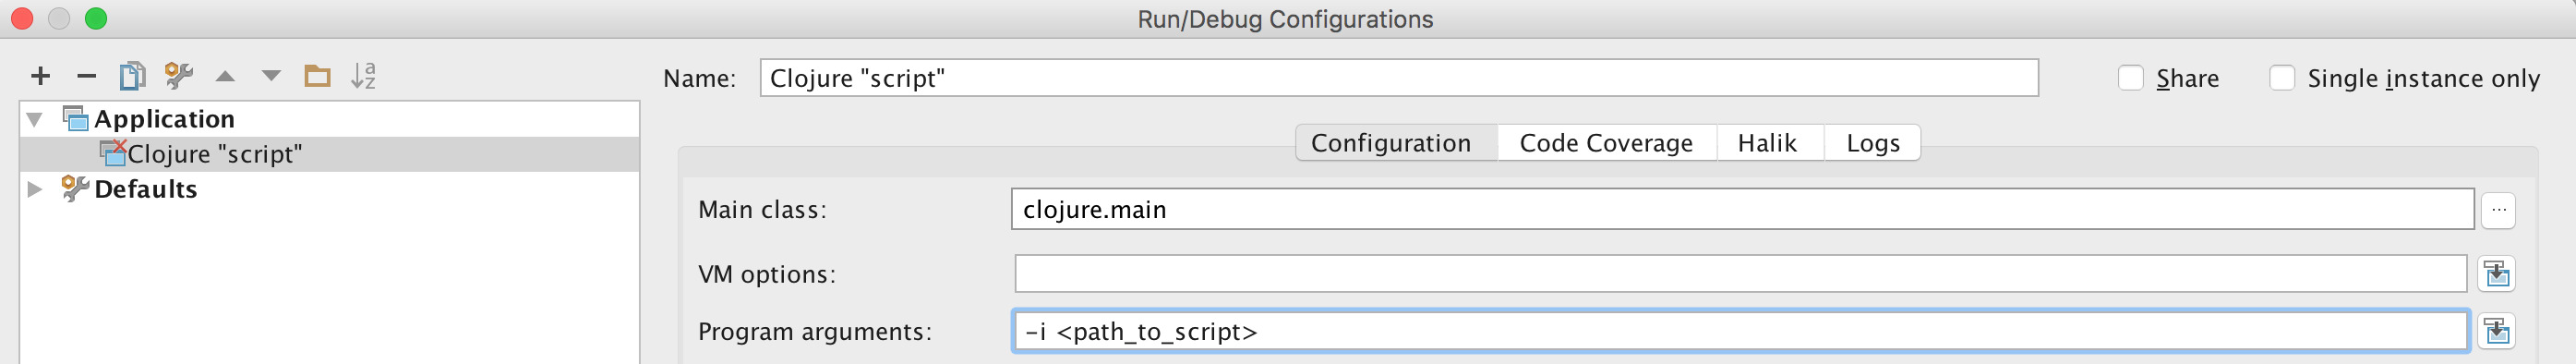 Run/Debug Configurations
Name: Clojure "script" Share Single instance only
Application
Clojure "script"
Defaults
Configuration Code Coverage Halik Logs
Main class: clojure.main ...
VM options:
Program arguments: -i <path_to_script>